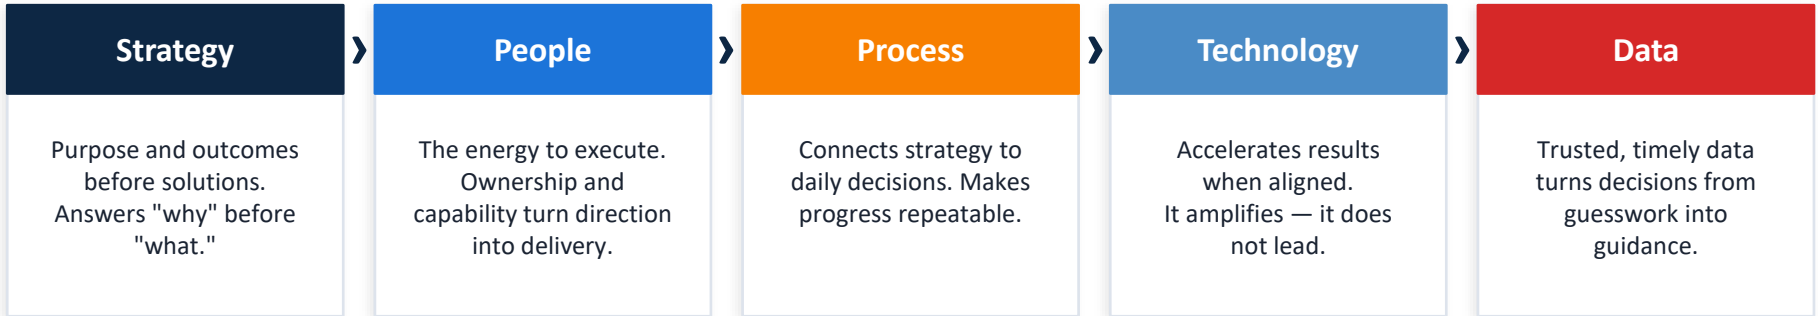 Strategy
Purpose and outcomes
before solutions.
Answers "why" before
"what."
People
The energy to execute.
Ownership and
capability turn direction
into delivery.
Process
Connects strategy to
daily decisions. Makes
progress repeatable.
Technology
Accelerates results
when aligned.
It amplifies — it does
not lead.
Data
Trusted, timely data
turns decisions from
guesswork into
guidance.